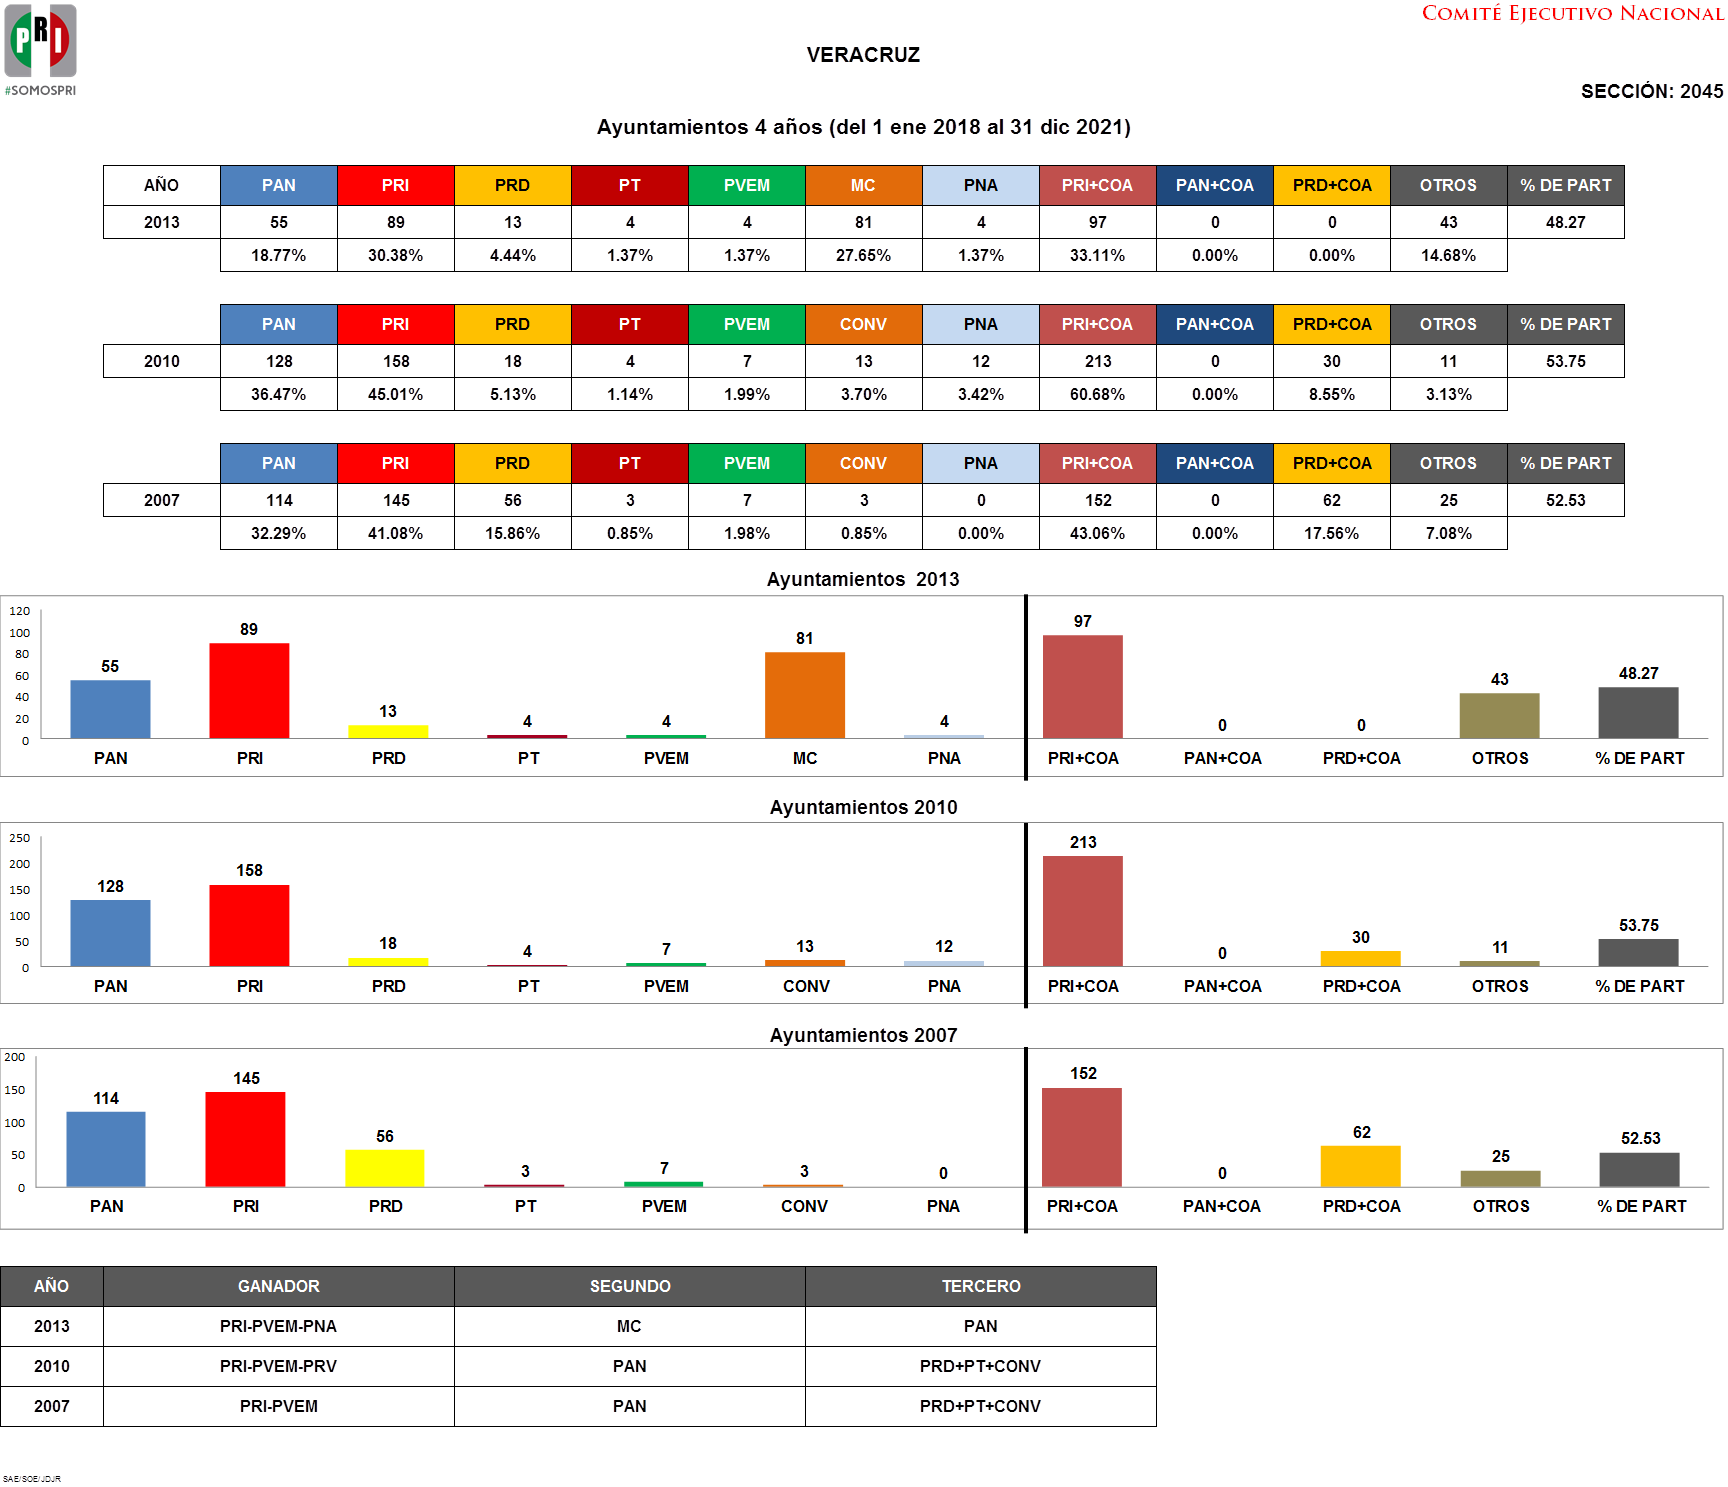 PRI
#SOMOSPRI
COMITÉ EJECUTIVO NACIONAL
VERACRUZ
SECCIÓN: 2045
Ayuntamientos 4 años (del 1 ene 2018 al 31 dic 2021)
AÑO PAN PRI PRD PT PVEM MC PNA PRI+COA PAN+COA PRD+COA OTROS % DE PART
2013 55 89 13 4 4 81 4 97 0 0 43 48.27
18.77% 30.38% 4.44% 1.37% 1.37% 27.65% 1.37% 33.11% 0.00% 0.00% 14.68%
PAN PRI PRD PT PVEM CONV PNA PRI+COA PAN+COA PRD+COA OTROS % DE PART
2010 128 158 18 4 7 13 12 213 0 30 11 53.75
36.47% 45.01% 5.13% 1.14% 1.99% 3.70% 3.42% 60.68% 0.00% 8.55% 3.13%
PAN PRI PRD PT PVEM CONV PNA PRI+COA PAN+COA PRD+COA OTROS % DE PART
2007 114 145 56 3 7 3 0 152 0 62 25 52.53
32.29% 41.08% 15.86% 0.85% 1.98% 0.85% 0.00% 43.06% 0.00% 17.56% 7.08%
Ayuntamientos 2013
120
100
80
60
40
20
0
55 89 13 4 4 81 4 97 0 0 43 48.27
PAN PRI PRD PT PVEM MC PNA PRI+COA PAN+COA PRD+COA OTROS % DE PART
Ayuntamientos 2010
250
200
150
100
50
0
128 158 18 4 7 13 12 213 0 30 11 53.75
PAN PRI PRD PT PVEM CONV PNA PRI+COA PAN+COA PRD+COA OTROS % DE PART
Ayuntamientos 2007
200
150
100
50
0
114 145 56 3 7 3 0 152 0 62 25 52.53
PAN PRI PRD PT PVEM CONV PNA PRI+COA PAN+COA PRD+COA OTROS % DE PART
AÑO GANADOR SEGUNDO TERCERO
2013 PRI-PVEM-PNA MC PAN
2010 PRI-PVEM-PRV PAN PRD+PT+CONV
2007 PRI-PVEM PAN PRD+PT+CONV
SAE/SOE/JDJR